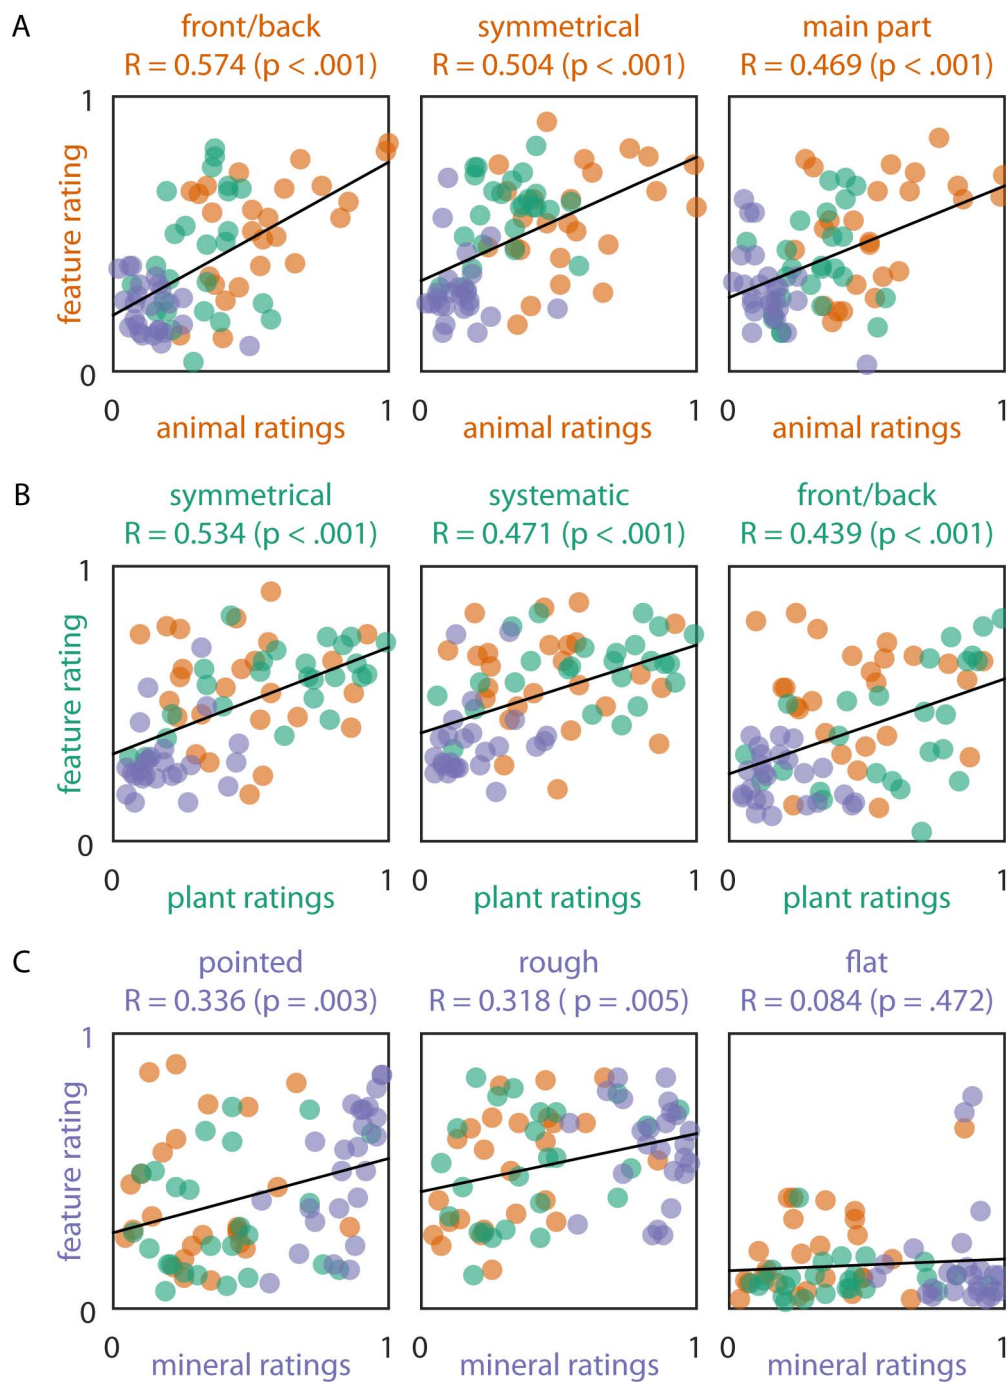 A
front/back
R = 0.574 (p < .001)
symmetrical
R = 0.504 (p < .001)
main part
R = 0.469 (p < .001)
1
feature rating
0
0
1
animal ratings
0
1
animal ratings
0
1
animal ratings
B
symmetrical
R = 0.534 (p < .001)
systematic
R = 0.471 (p < .001)
front/back
R = 0.439 (p < .001)
1
feature rating
0
0
1
plant ratings
0
1
plant ratings
0
1
plant ratings
C
pointed
R = 0.336 (p = .003)
rough
R = 0.318 ( p = .005)
flat
R = 0.084 (p = .472)
1
feature rating
0
0
1
mineral ratings
0
1
mineral ratings
0
1
mineral ratings